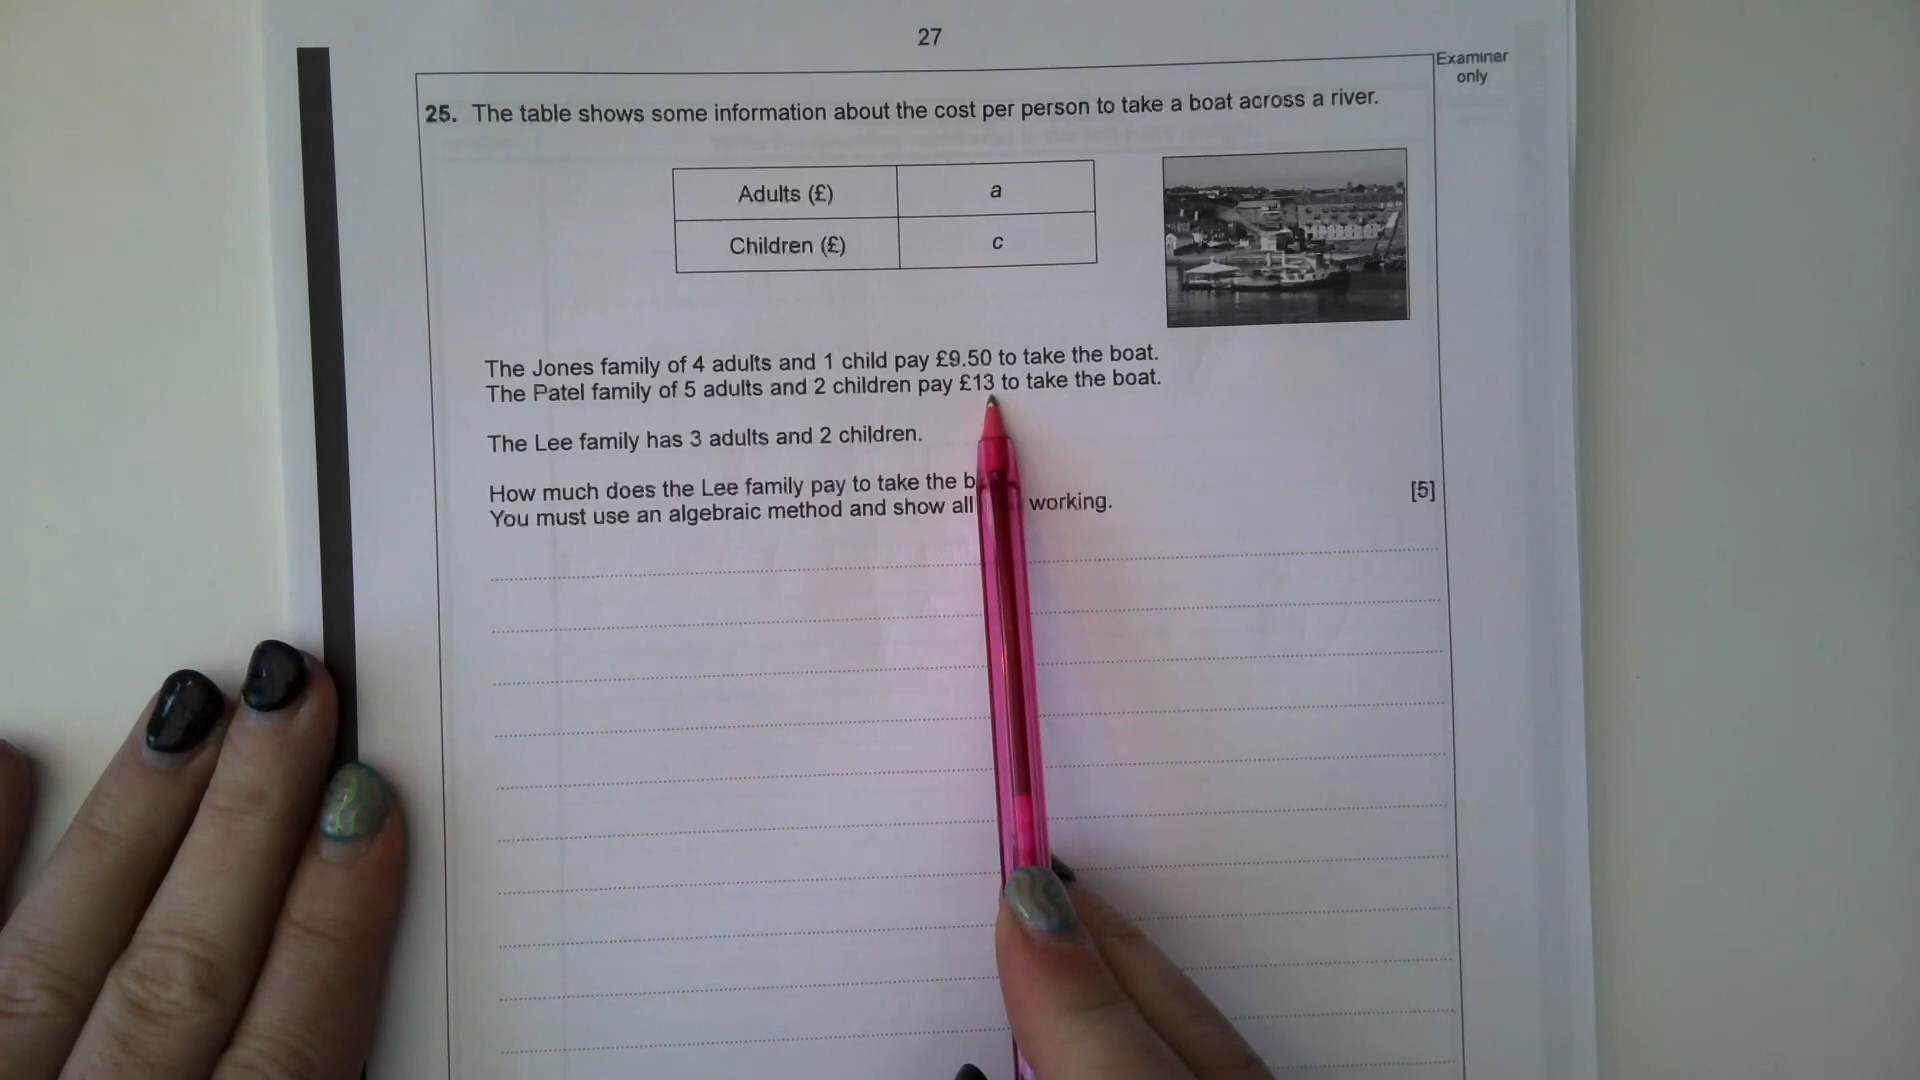 27
Examiner
only
25. The table shows some information about the cost per person to take a boat across a river.
Adults (£) a
Children (£) c
The Jones family of 4 adults and 1 child pay £9.50 to take the boat.
The Patel family of 5 adults and 2 children pay £13 to take the boat.
The Lee family has 3 adults and 2 children.
How much does the Lee family pay to take the
You must use an algebraic method and show all working.
[5]